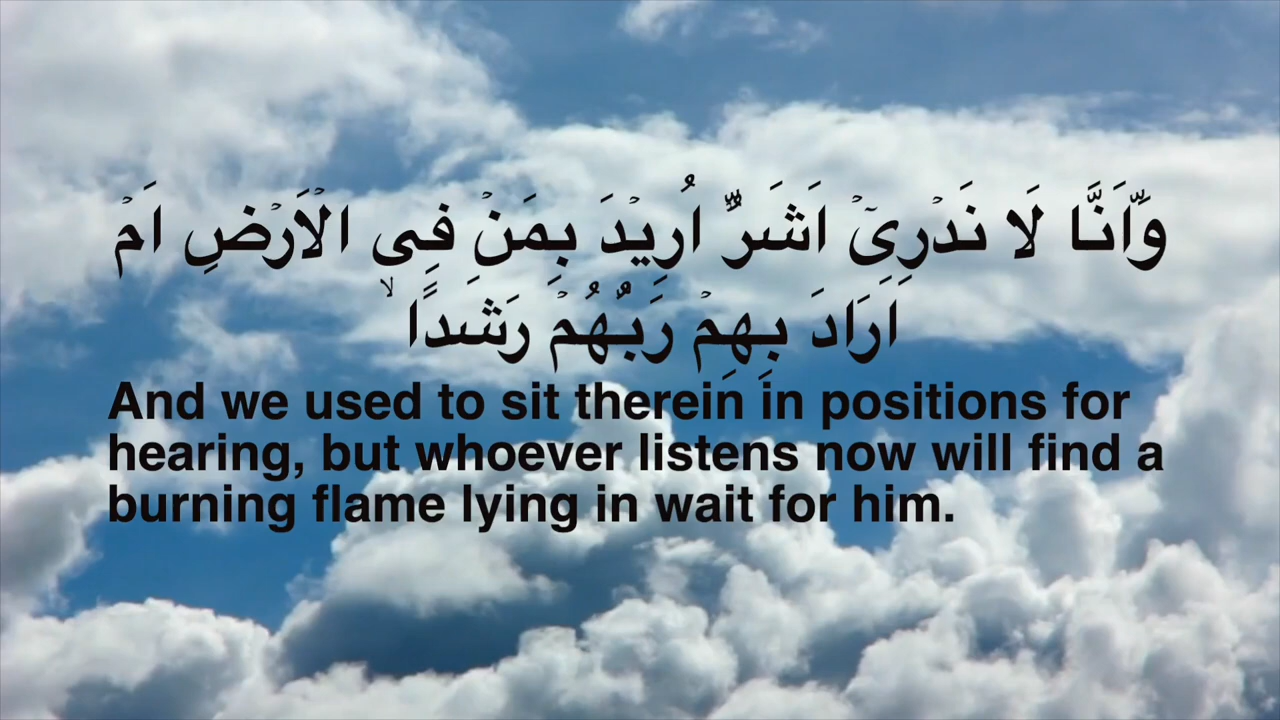 وَّاَنَّا لَا نَدۡرِىۡۤ اَشَرٌّ اُرِيۡدَ بِمَنۡ فِى الۡاَرۡضِ اَمۡ
اَرَادَ بِهِمۡ رَبُّهُمۡ رَشَدًا ۙ
And we used to sit therein in positions for
hearing, but whoever listens now will find a
burning flame lying in wait for him.